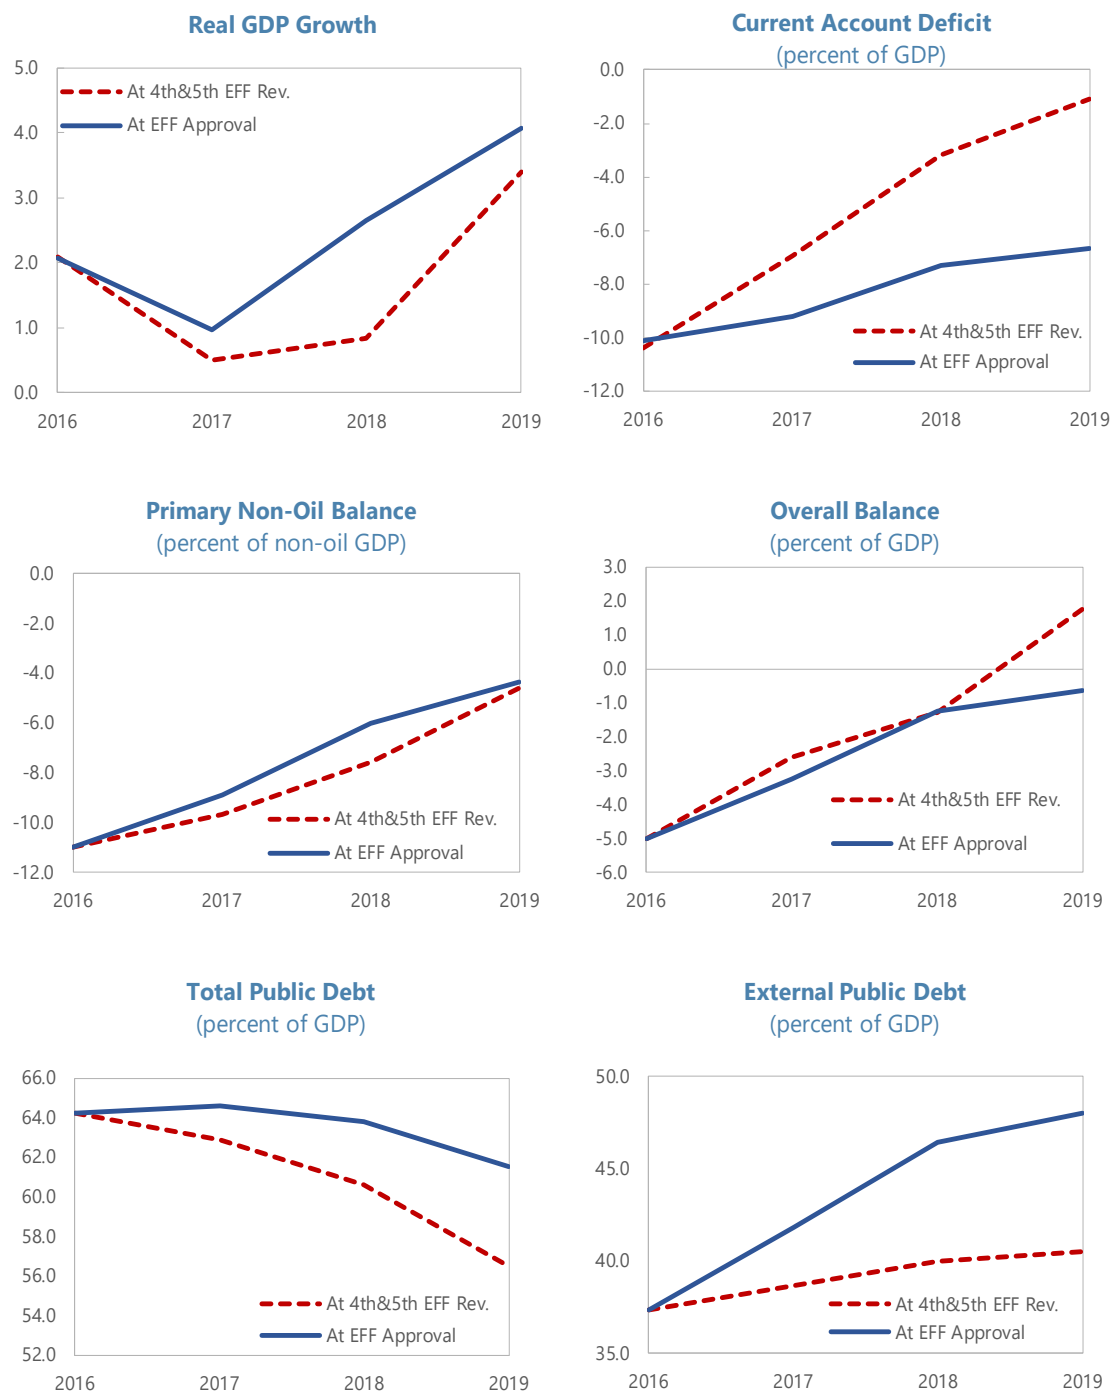 Real GDP Growth
5.0
4.0
3.0
2.0
1.0
0.0
At 4th&5th EFF Rev.
At EFF Approval
2016
2017
2018
2019
Current Account Deficit
(percent of GDP)
0.0
-2.0
-4.0
-6.0
-8.0
-10.0
-12.0
At 4th&5th EFF Rev.
At EFF Approval
2016
2017
2018
2019
Primary Non-Oil Balance
(percent of non-oil GDP)
0.0
-2.0
-4.0
-6.0
-8.0
-10.0
-12.0
At 4th&5th EFF Rev.
At EFF Approval
2016
2017
2018
2019
Overall Balance
(percent of GDP)
3.0
2.0
1.0
0.0
-1.0
-2.0
-3.0
-4.0
-5.0
-6.0
At 4th&5th EFF Rev.
At EFF Approval
2016
2017
2018
2019
Total Public Debt
(percent of GDP)
66.0
64.0
62.0
60.0
58.0
56.0
54.0
52.0
At 4th&5th EFF Rev.
At EFF Approval
2016
2017
2018
2019
External Public Debt
(percent of GDP)
50.0
45.0
40.0
35.0
At 4th&5th EFF Rev.
At EFF Approval
2016
2017
2018
2019